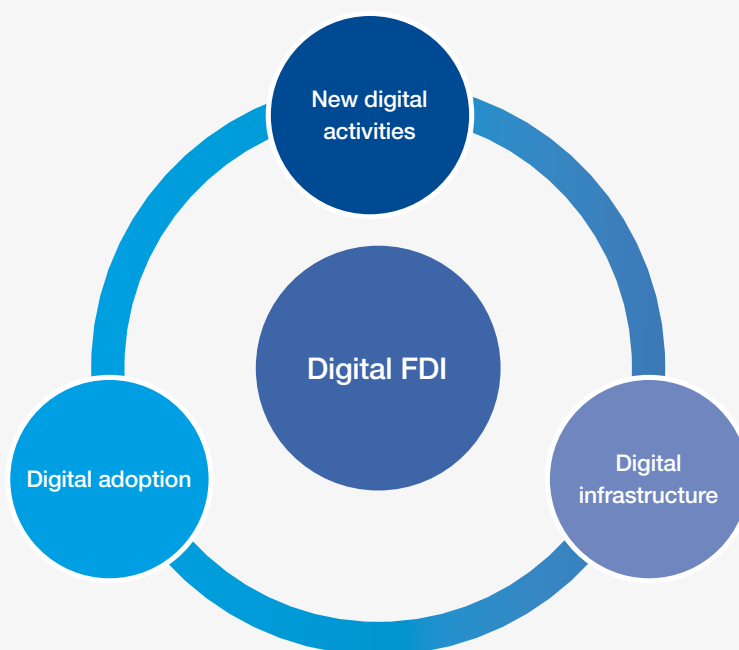 New digital
activities
Digital FDI
Digital adoption
Digital
infrastructure